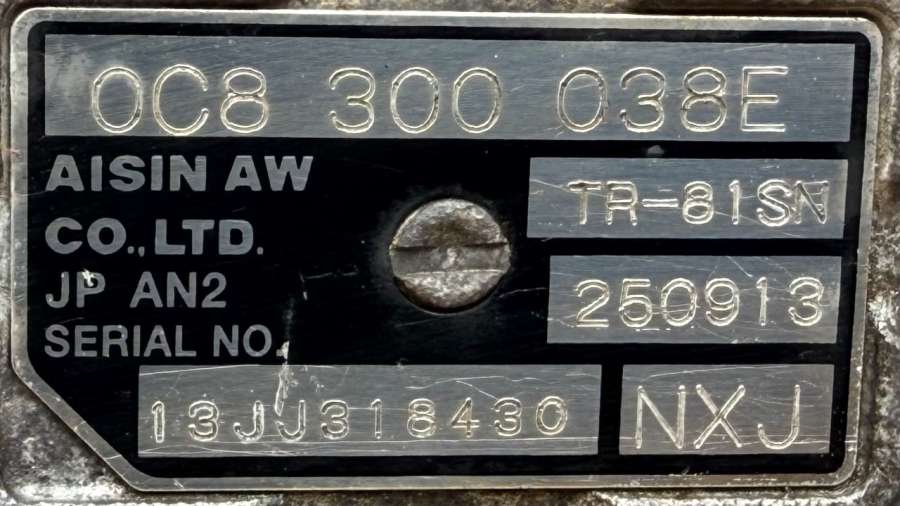 0C8 300 038E
AISIN AW
CO.,LTD.
TR-81SN
JP AN2
250913
SERIAL NO.
13JJ318430
NXJ